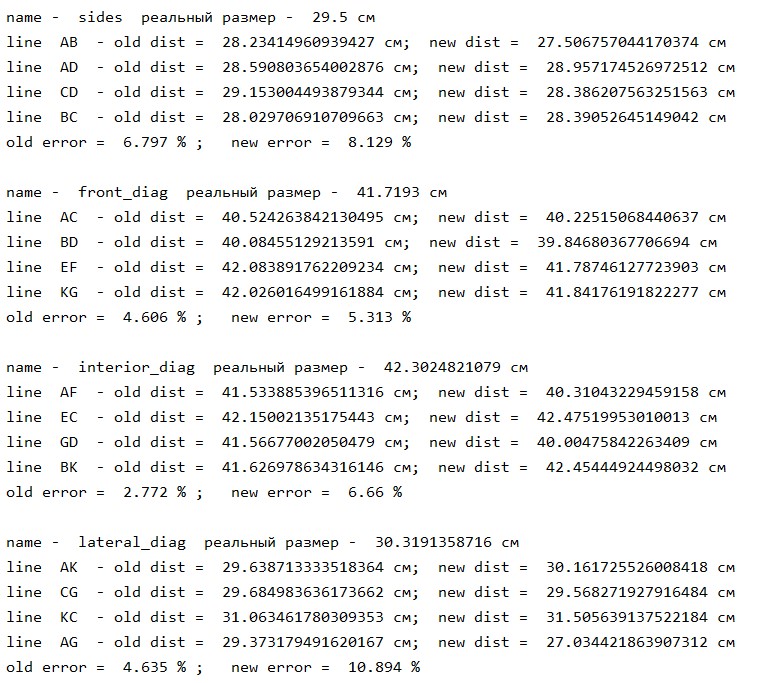 name -  sides  реальный размер -  29.5 см
line  AB  - old dist =  28.23414960939427 см;  new dist =  27.506757044170374 см
line  AD  - old dist =  28.590803654002876 см;  new dist =  28.957174526972512 см
line  CD  - old dist =  29.153004493879344 см;  new dist =  28.386207563251563 см
line  BC  - old dist =  28.029706910709663 см;  new dist =  28.39052645149042 см
old error =  6.797 % ;   new error =  8.129 %
name -  front_diag  реальный размер -  41.7193 см
line  AC  - old dist =  40.524263842130495 см;  new dist =  40.22515068440637 см
line  BD  - old dist =  40.08455129213591 см;  new dist =  39.84680367706694 см
line  EF  - old dist =  42.083891762209234 см;  new dist =  41.78746127723903 см
line  KG  - old dist =  42.026016499161884 см;  new dist =  41.84176191822277 см
old error =  4.606 % ;   new error =  5.313 %
name -  interior_diag  реальный размер -  42.3024821079 см
line  AF  - old dist =  41.533885396511316 см;  new dist =  40.31043229459158 см
line  EC  - old dist =  42.15002135175443 см;  new dist =  42.47519953010013 см
line  GD  - old dist =  41.56677002050479 см;  new dist =  40.00475842263409 см
line  BK  - old dist =  41.626978634316146 см;  new dist =  42.45444924498032 см
old error =  2.772 % ;   new error =  6.66 %
name -  lateral_diag  реальный размер -  30.3191358716 см
line  AK  - old dist =  29.638713333518364 см;  new dist =  30.161725526008418 см
line  CG  - old dist =  29.684983636173662 см;  new dist =  29.568271927916484 см
line  KC  - old dist =  31.063461780309353 см;  new dist =  31.505639137522184 см
line  AG  - old dist =  29.373179491620167 см;  new dist =  27.034421863907312 см
old error =  4.635 % ;   new error =  10.894 %